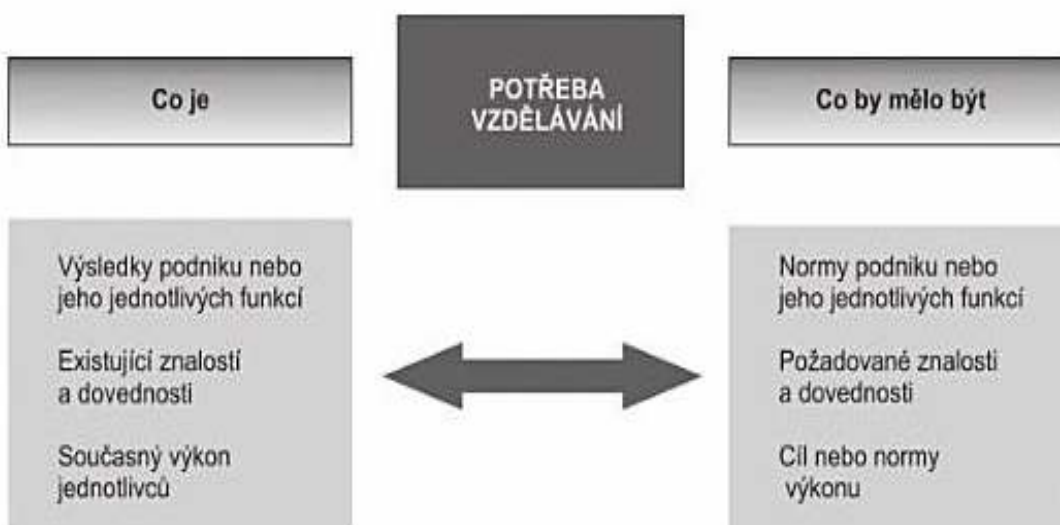 Co je
POTŘEBA
VZDĚLÁVÁNÍ
Co by mělo být
Výsledky podniku nebo
jeho jednotlivých funkcí
Existující znalostí
a dovednosti
Současný výkon
jednotlivců
Normy podniku nebo
jeho jednotlivých funkcí
Požadované znalosti
a dovednosti
Cíl nebo normy
výkonu